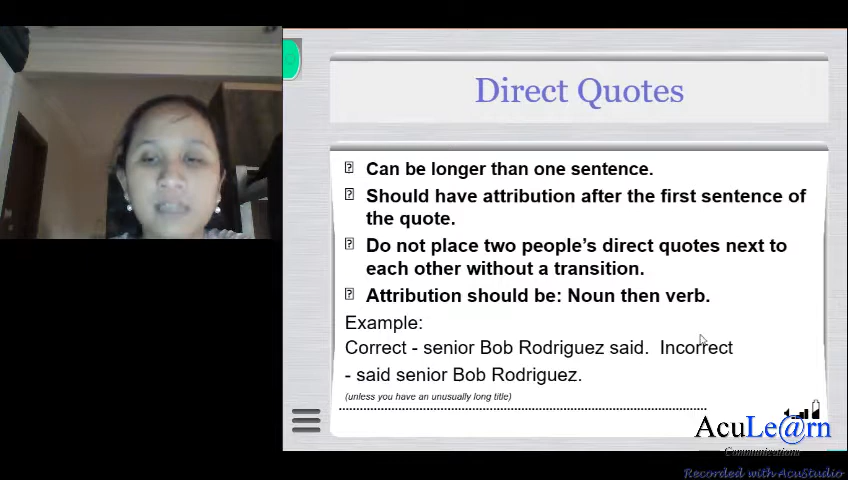 Direct Quotes
Can be longer than one sentence.
Should have attribution after the first sentence of
the quote.
Do not place two people's direct quotes next to
each other without a transition.
Attribution should be: Noun then verb.
Example:
Correct - senior Bob Rodriguez said. Incorrect
- said senior Bob Rodriguez.
(unless you have an unusually long title)
AcuLe@rn
Communications
Recorded with AcuStudio